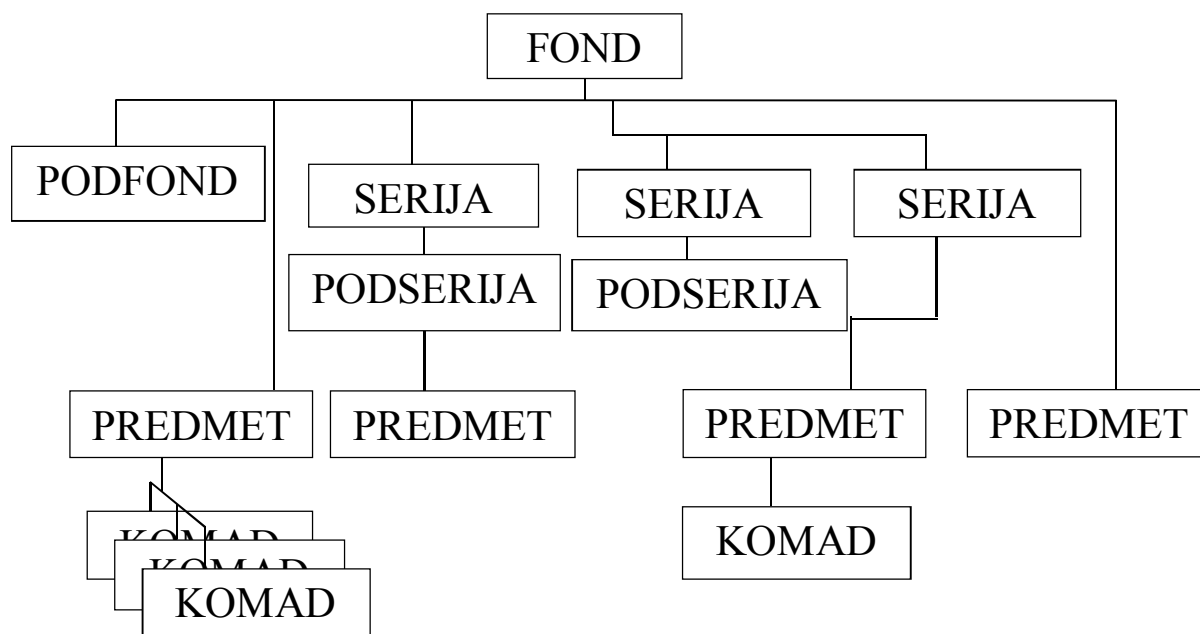 FOND
PODFOND
SERIJA
SERIJA
SERIJA
PODSERIJA
PODSERIJA
PREDMET
PREDMET
PREDMET
PREDMET
KOMAD
KOMAD
KOMAD
KOMAD